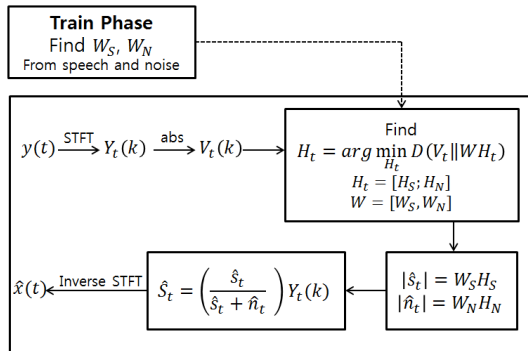 Train Phase
Find W_S, W_N
From speech and noise
y(t) STFT→ Y_t(k) abs→ V_t(k)
Find
H_t = arg min_{H_t} D(V_t‖WH_t)
H_t = [H_S; H_N]
W = [W_S, W_N]
x̂(t) ←Inverse STFT Ŝ_t = (ŝ_t / (ŝ_t + n̂_t)) Y_t(k)
|ŝ_t| = W_S H_S
|n̂_t| = W_N H_N